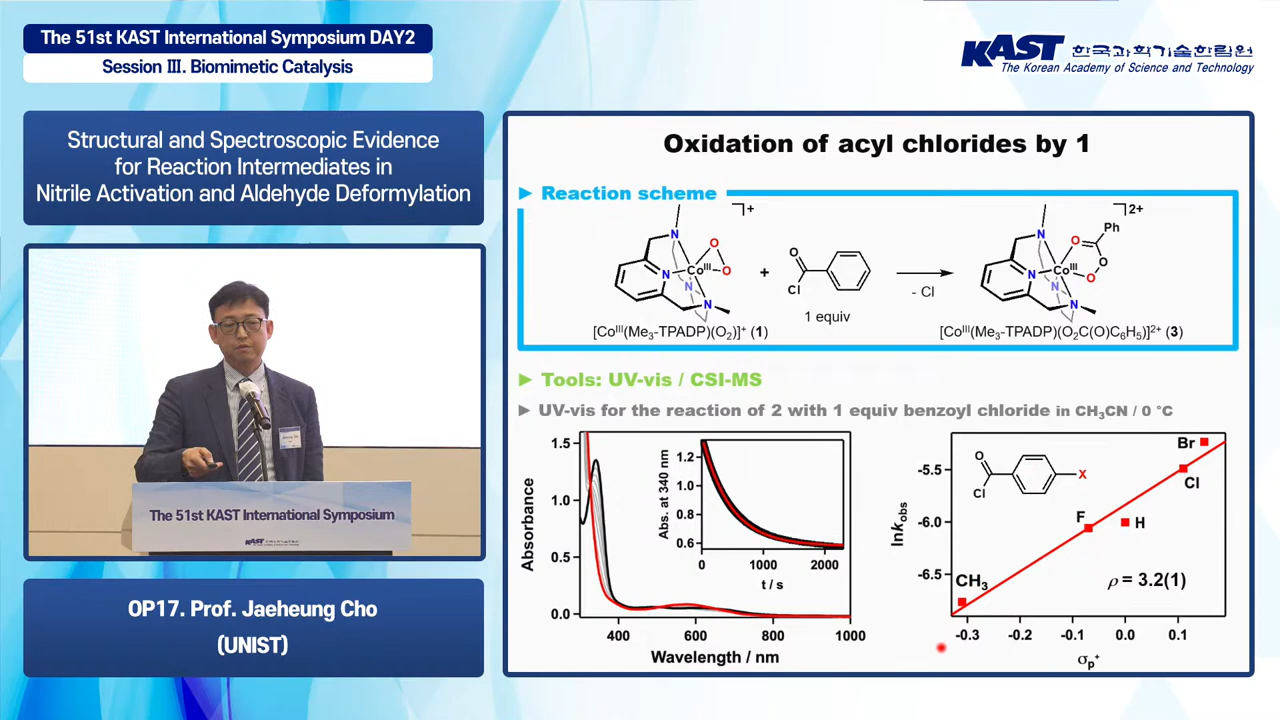 The 51st KAST International Symposium DAY2
Session III. Biomimetic Catalysis
KAST 한국과학기술한림원
The Korean Academy of Science and Technology
Structural and Spectroscopic Evidence
for Reaction Intermediates in
Nitrile Activation and Aldehyde Deformylation
The 51st KAST International Symposium
KAST
OP17. Prof. Jaeheung Cho
(UNIST)
Oxidation of acyl chlorides by 1
► Reaction scheme
N N N N Coᴵᴵᴵ O O ⌉+
+
O Cl
1 equiv
- Cl
N N N N Coᴵᴵᴵ O O O Ph ⌉2+
[Coᴵᴵᴵ(Me₃-TPADP)(O₂)]⁺ (1)
[Coᴵᴵᴵ(Me₃-TPADP)(O₂C(O)C₆H₅)]²⁺ (3)
► Tools: UV-vis / CSI-MS
► UV-vis for the reaction of 2 with 1 equiv benzoyl chloride in CH₃CN / 0 °C
Absorbance
1.5
1.0
0.5
0.0
400 600 800 1000
Wavelength / nm
Abs. at 340 nm
1.2
1.0
0.8
0.6
0 1000 2000
t / s
lnkobs
-5.5
-6.0
-6.5
O Cl X
Br
Cl
F
H
CH₃
ρ = 3.2(1)
-0.3 -0.2 -0.1 0.0 0.1
σp⁺